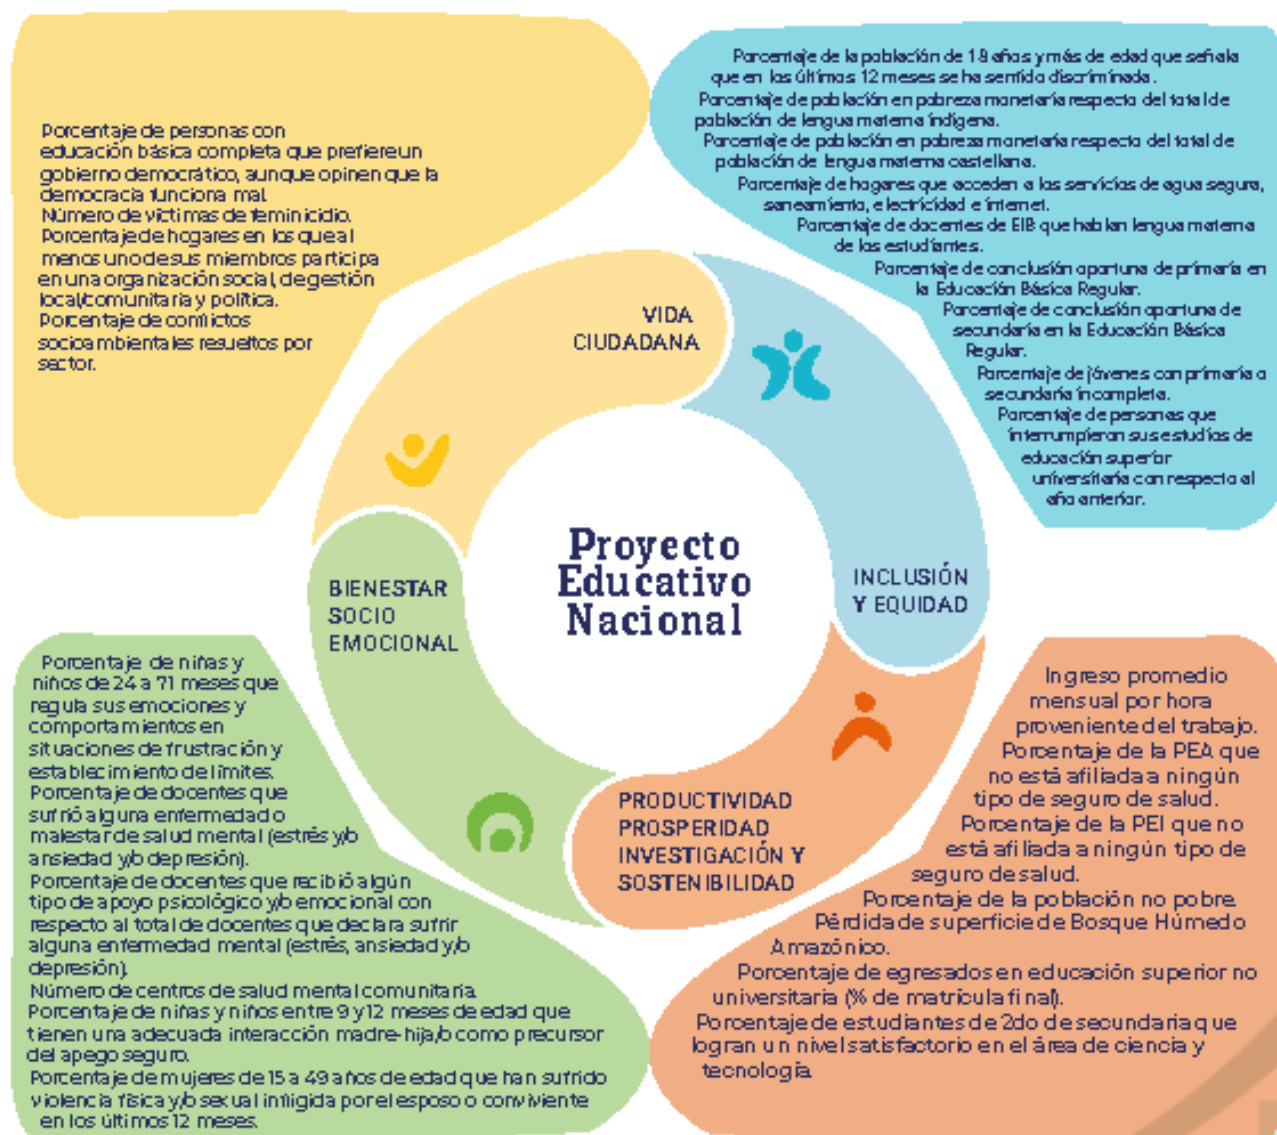 Porcentaje de personas con
educación básica completa que prefiere un
gobierno democrático, aunque opinen que la
democracia funciona mal.
Número de víctimas de feminicidio.
Porcentaje de hogares en los que al
menos uno de sus miembros participa
en una organización social, de gestión
local/comunitaria y política.
Porcentaje de conflictos
socioambientales resueltos por
sector.
Porcentaje de la población de 18 años y más de edad que señala
que en los últimos 12 meses se ha sentido discriminada.
Porcentaje de población en pobreza monetaria respecto del total de
población de lengua materna indígena.
Porcentaje de población en pobreza monetaria respecto del total de
población de lengua materna castellana.
Porcentaje de hogares que acceden a los servicios de agua segura,
saneamiento, electricidad e internet.
Porcentaje de docentes de EIB que hablan lengua materna
de los estudiantes.
Porcentaje de conclusión oportuna de primaria en
la Educación Básica Regular.
Porcentaje de conclusión oportuna de
secundaria en la Educación Básica
Regular.
Porcentaje de jóvenes con primaria o
secundaria incompleta.
Porcentaje de personas que
interrumpieron sus estudios de
educación superior
universitaria con respecto al
año anterior.
VIDA
CIUDADANA
INCLUSIÓN
Y EQUIDAD
Proyecto
Educativo
Nacional
BIENESTAR
SOCIO
EMOCIONAL
PRODUCTIVIDAD
PROSPERIDAD
INVESTIGACIÓN Y
SOSTENIBILIDAD
Porcentaje de niñas y
niños de 24 a 71 meses que
regula sus emociones y
comportamientos en
situaciones de frustración y
establecimiento de límites.
Porcentaje de docentes que
sufrió alguna enfermedad o
malestar de salud mental (estrés y/o
ansiedad y/o depresión).
Porcentaje de docentes que recibió algún
tipo de apoyo psicológico y/o emocional con
respecto al total de docentes que declara sufrir
alguna enfermedad mental (estrés, ansiedad y/o
depresión).
Número de centros de salud mental comunitaria.
Porcentaje de niñas y niños entre 9 y 12 meses de edad que
tienen una adecuada interacción madre-hija/o como precursor
del apego seguro.
Porcentaje de mujeres de 15 a 49 años de edad que han sufrido
violencia física y/o sexual infligida por el esposo o conviviente
en los últimos 12 meses.
Ingreso promedio
mensual por hora
proveniente del trabajo.
Porcentaje de la PEA que
no está afiliada a ningún
tipo de seguro de salud.
Porcentaje de la PEI que no
está afiliada a ningún tipo de
seguro de salud.
Porcentaje de la población no pobre.
Pérdida de superficie de Bosque Húmedo
Amazónico.
Porcentaje de egresados en educación superior no
universitaria (% de matrícula final).
Porcentaje de estudiantes de 2do de secundaria que
logran un nivel satisfactorio en el área de ciencia y
tecnología.